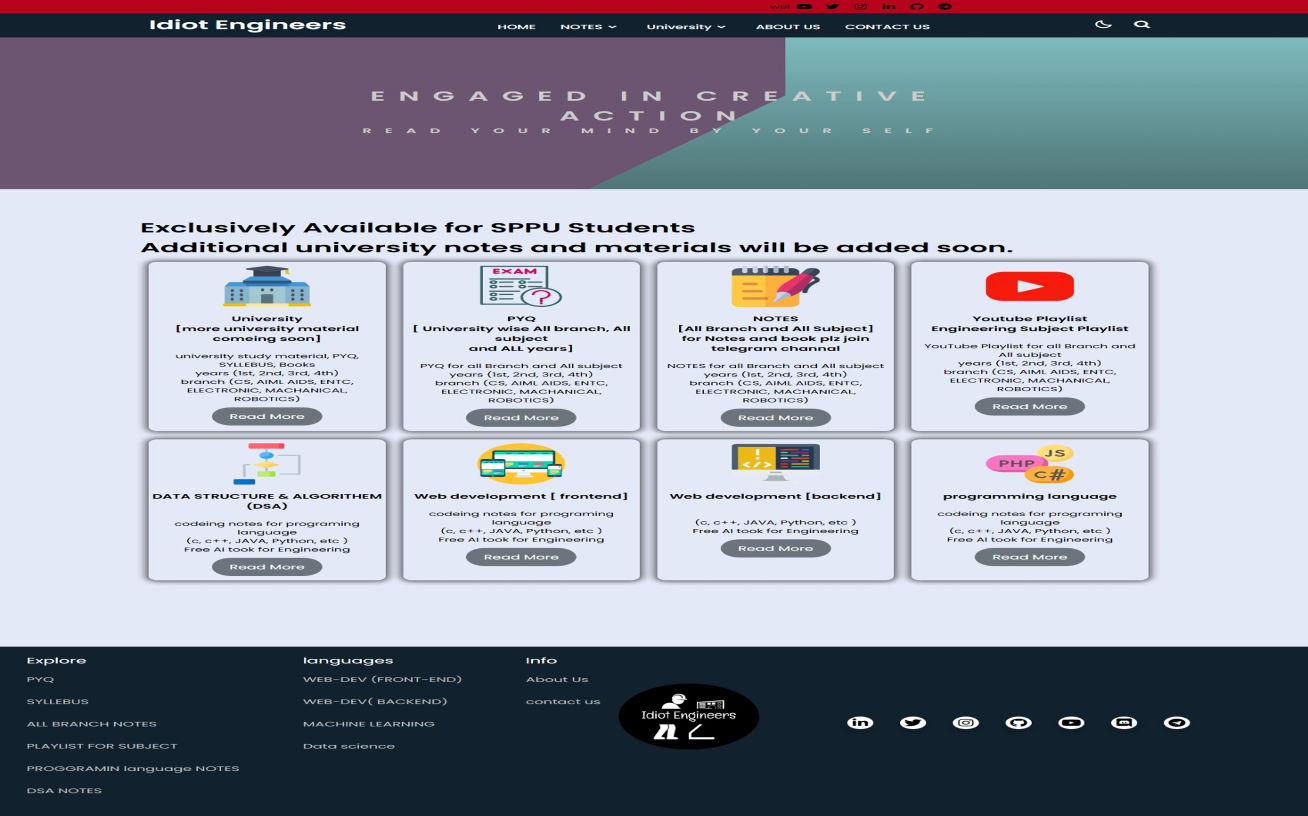 Idiot Engineers
HOME NOTES University ABOUT US CONTACT US
ENGAGED IN CREATIVE
ACTION
READ YOUR MIND BY YOUR SELF
Exclusively Available for SPPU Students
Additional university notes and materials will be added soon.
University
[more university material
comeing soon]
university study material, PYQ,
SYLLEBUS, Books
years (1st, 2nd, 3rd, 4th)
branch (CS, AIML AIDS, ENTC,
ELECTRONIC, MACHANICAL,
ROBOTICS)
Read More
EXAM
PYQ
[ University wise All branch, All
subject
and ALL years]
PYQ for all Branch and All subject
years (1st, 2nd, 3rd, 4th)
branch (CS, AIML AIDS, ENTC,
ELECTRONIC, MACHANICAL,
ROBOTICS)
Read More
NOTES
[All Branch and All Subject]
for Notes and book plz join
telegram channal
NOTES for all Branch and All subject
years (1st, 2nd, 3rd, 4th)
branch (CS, AIML AIDS, ENTC,
ELECTRONIC, MACHANICAL,
ROBOTICS)
Read More
Youtube Playlist
Engineering Subject Playlist
YouTube Playlist for all Branch and
All subject
years (1st, 2nd, 3rd, 4th)
branch (CS, AIML AIDS, ENTC,
ELECTRONIC, MACHANICAL,
ROBOTICS)
Read More
DATA STRUCTURE & ALGORITHEM
(DSA)
codeing notes for programing
language
(c, c++, JAVA, Python, etc )
Free AI took for Engineering
Read More
Web development [ frontend]
codeing notes for programing
language
(c, c++, JAVA, Python, etc )
Free AI took for Engineering
Read More
</>
Web development [backend]
(c, c++, JAVA, Python, etc )
Free AI took for Engineering
Read More
JS
PHP
C#
programming language
codeing notes for programing
language
(c, c++, JAVA, Python, etc )
Free AI took for Engineering
Read More
Explore
PYQ
SYLLEBUS
ALL BRANCH NOTES
PLAYLIST FOR SUBJECT
PROGGRAMIN language NOTES
DSA NOTES
languages
WEB-DEV (FRONT-END)
WEB-DEV( BACKEND)
MACHINE LEARNING
Data science
Info
About Us
contact us
Idiot Engineers